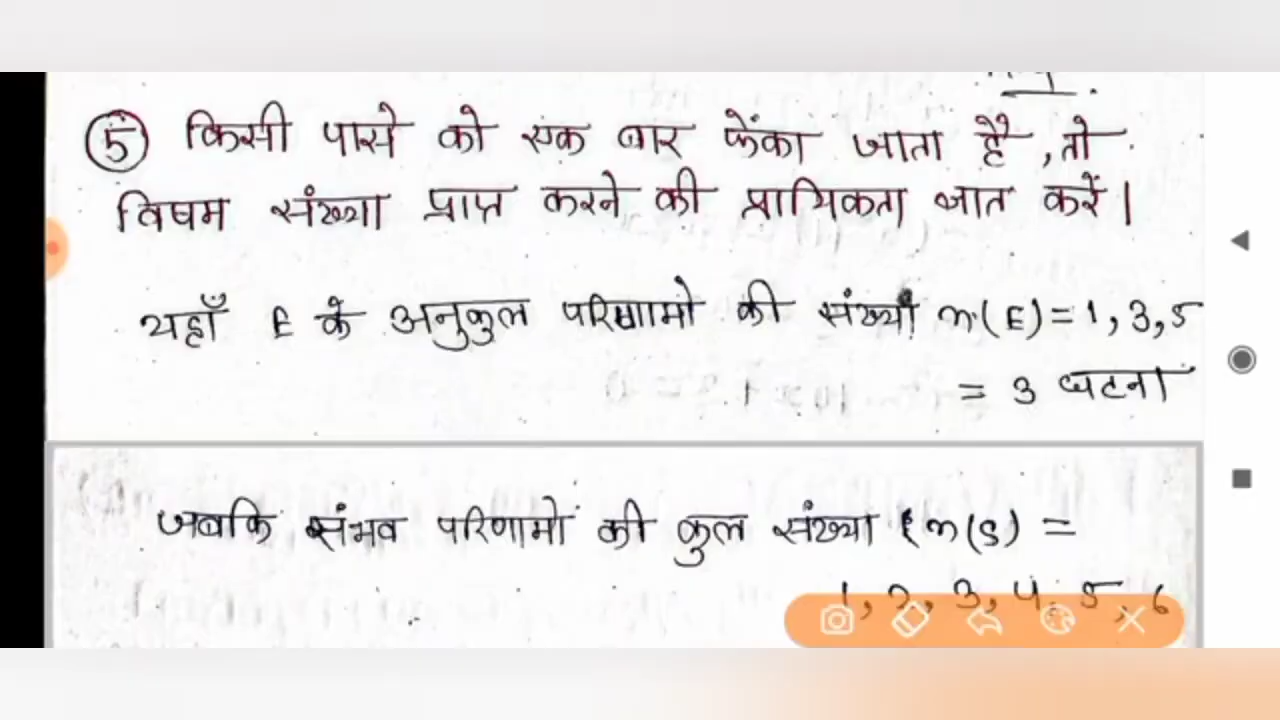 ⑤ किसी पासे को एक बार फेंका जाता है, तो
विषम संख्या प्राप्त करने की प्रायिकता ज्ञात करें।
यहाँ E के अनुकुल परिणामो की संख्या n(E) = 1, 3, 5
= 3 घटना
जबकि संभव परिणामों की कुल संख्या n(S) =
1, 2, 3, 4, 5, 6